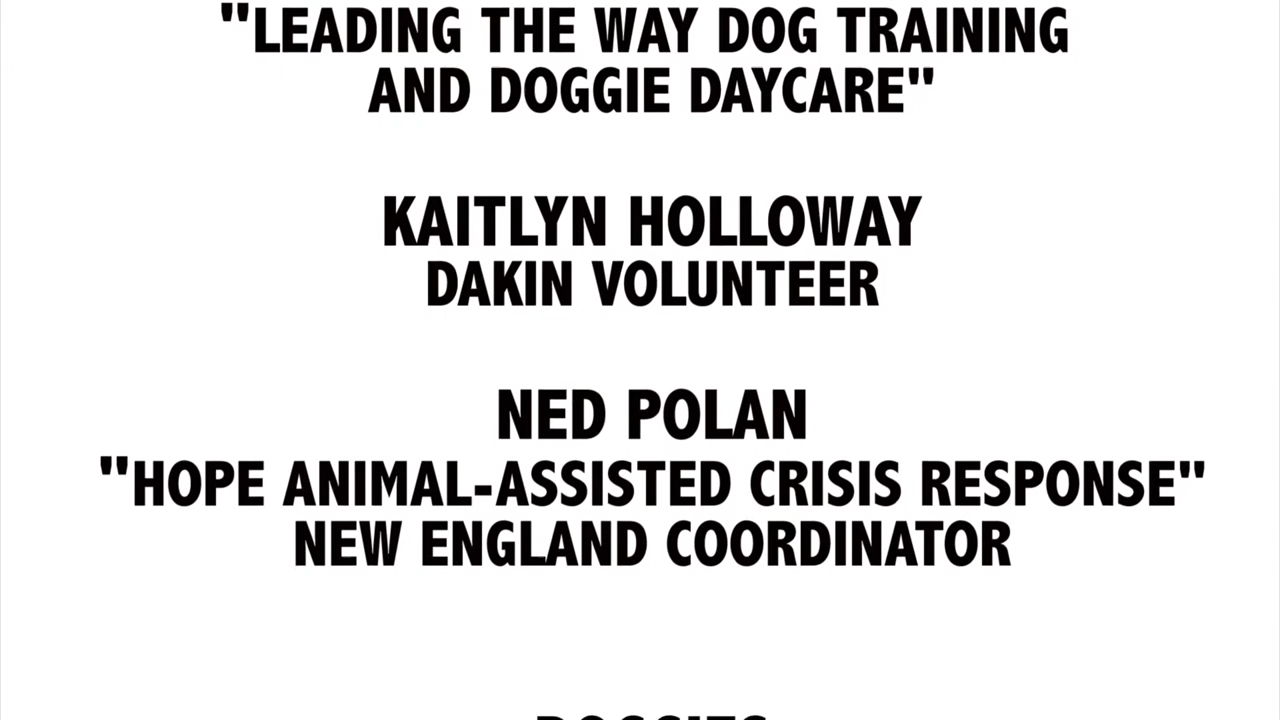 "LEADING THE WAY DOG TRAINING
AND DOGGIE DAYCARE"
KAITLYN HOLLOWAY
DAKIN VOLUNTEER
NED POLAN
"HOPE ANIMAL-ASSISTED CRISIS RESPONSE"
NEW ENGLAND COORDINATOR